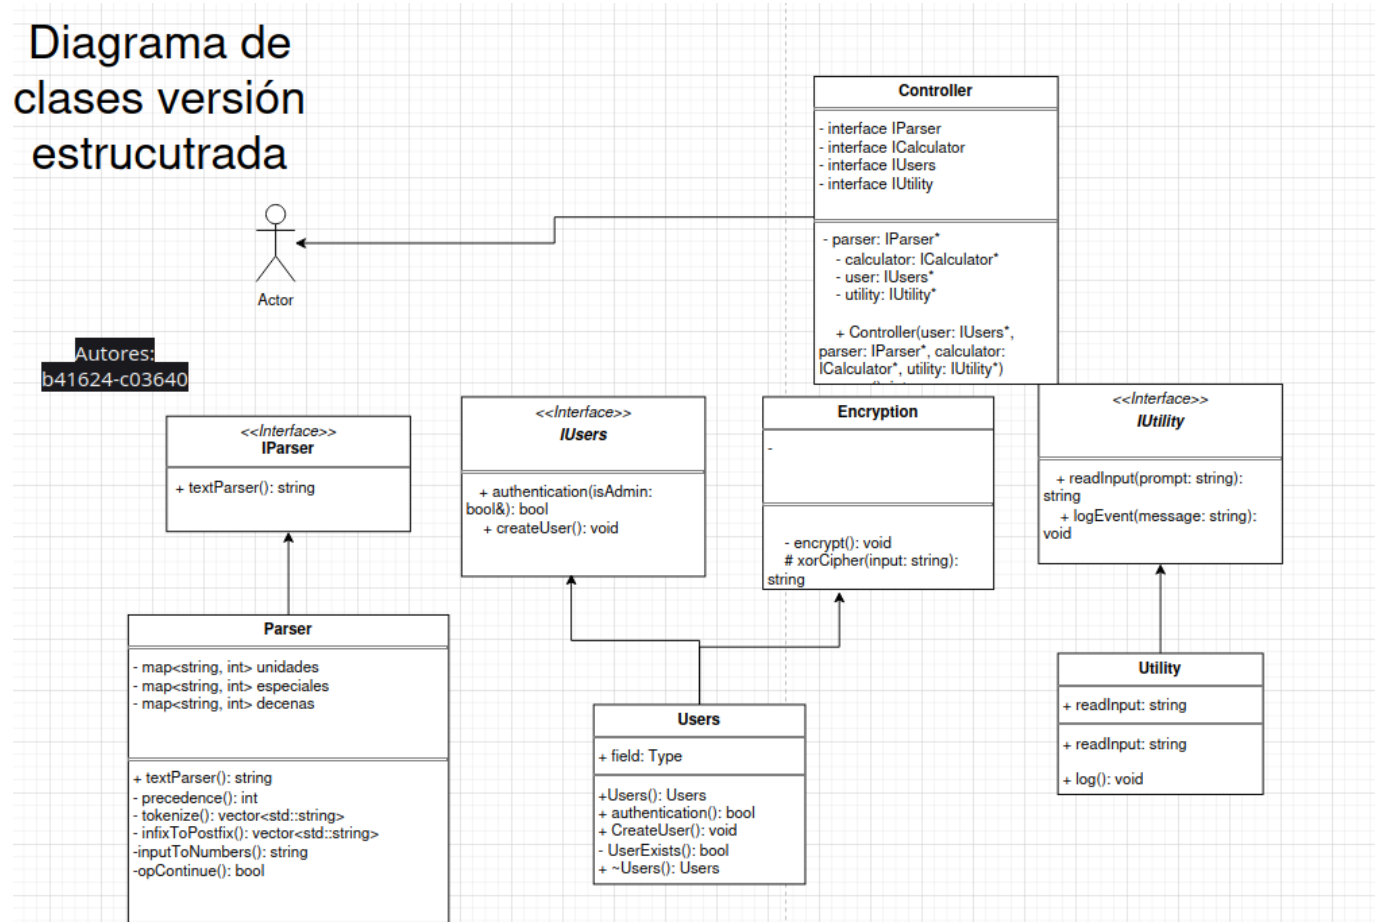 Diagrama de
clases versión
estrucutrada
Controller
- interface IParser
- interface ICalculator
- interface IUsers
- interface IUtility
- parser: IParser*
- calculator: ICalculator*
- user: IUsers*
- utility: IUtility*
+ Controller(user: IUsers*,
parser: IParser*, calculator:
ICalculator*, utility: IUtility*)
Actor
Autores:
b41624-c03640
<<Interface>>
IParser
+ textParser(): string
<<Interface>>
IUsers
+ authentication(isAdmin:
bool&): bool
+ createUser(): void
Encryption
-
- encrypt(): void
# xorCipher(input: string):
string
<<Interface>>
IUtility
+ readInput(prompt: string):
string
+ logEvent(message: string):
void
Parser
- map<string, int> unidades
- map<string, int> especiales
- map<string, int> decenas
+ textParser(): string
- precedence(): int
- tokenize(): vector<std::string>
- infixToPostfix(): vector<std::string>
-inputToNumbers(): string
-opContinue(): bool
Users
+ field: Type
+Users(): Users
+ authentication(): bool
+ CreateUser(): void
- UserExists(): bool
+ ~Users(): Users
Utility
+ readInput: string
+ readInput: string
+ log(): void